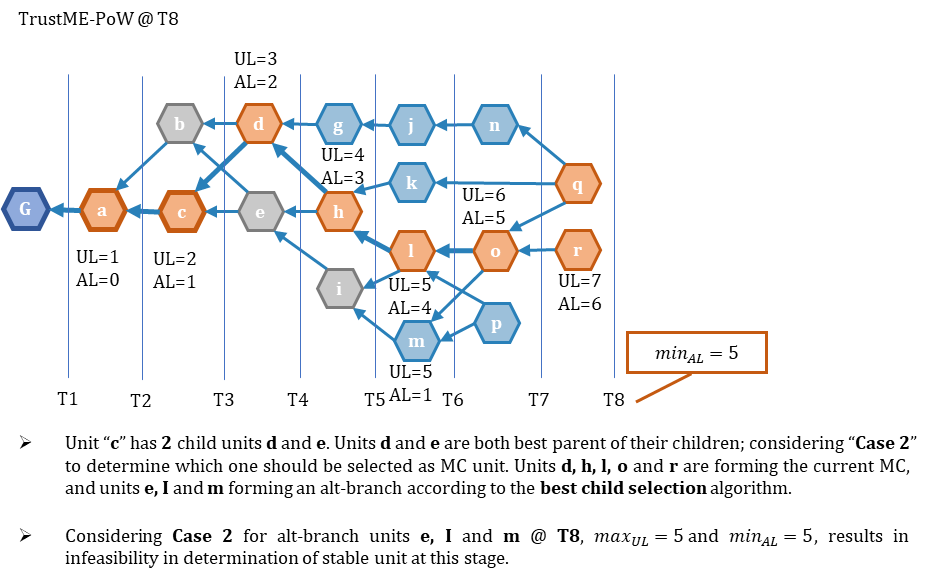 TrustME-PoW @ T8
UL=3
AL=2
b
d
g
j
n
UL=4
AL=3
k
q
UL=6
AL=5
G
a
c
e
h
l
o
r
UL=1
AL=0
UL=2
AL=1
i
UL=5
AL=4
UL=7
AL=6
p
m
min_AL = 5
UL=5
AL=1
T1
T2
T3
T4
T5
T6
T7
T8
➢ Unit “c” has 2 child units d and e. Units d and e are both best parent of their children; considering “Case 2”
to determine which one should be selected as MC unit. Units d, h, l, o and r are forming the current MC,
and units e, I and m forming an alt-branch according to the best child selection algorithm.
➢ Considering Case 2 for alt-branch units e, I and m @ T8, max_UL = 5 and min_AL = 5, results in
infeasibility in determination of stable unit at this stage.